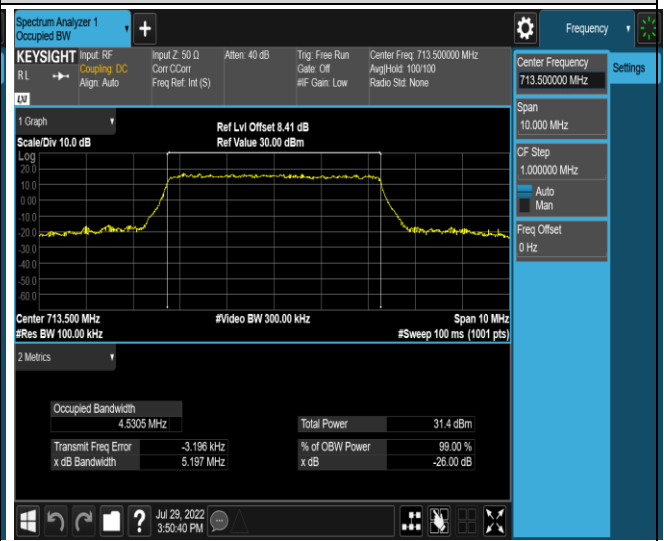 Spectrum Analyzer 1
Occupied BW
+
Frequency
KEYSIGHT
RL
LXI
Input: RF
Coupling: DC
Align: Auto
Input Z: 50 Ω
Corr CCorr
Freq Ref: Int (S)
Atten: 40 dB
Trig: Free Run
Gate: Off
#IF Gain: Low
Center Freq: 713.500000 MHz
Avg|Hold: 100/100
Radio Std: None
Center Frequency
713.500000 MHz
Settings
Span
10.000 MHz
CF Step
1.000000 MHz
Auto
Man
Freq Offset
0 Hz
1 Graph
Scale/Div 10.0 dB
Ref Lvl Offset 8.41 dB
Ref Value 30.00 dBm
Log
20.0
10.0
0.00
-10.0
-20.0
-30.0
-40.0
-50.0
-60.0
Center 713.500 MHz
#Res BW 100.00 kHz
#Video BW 300.00 kHz
Span 10 MHz
#Sweep 100 ms (1001 pts)
2 Metrics
Occupied Bandwidth
4.5305 MHz
Total Power 31.4 dBm
Transmit Freq Error -3.196 kHz
% of OBW Power 99.00 %
x dB Bandwidth 5.197 MHz
x dB -26.00 dB
?
Jul 29, 2022
3:50:40 PM